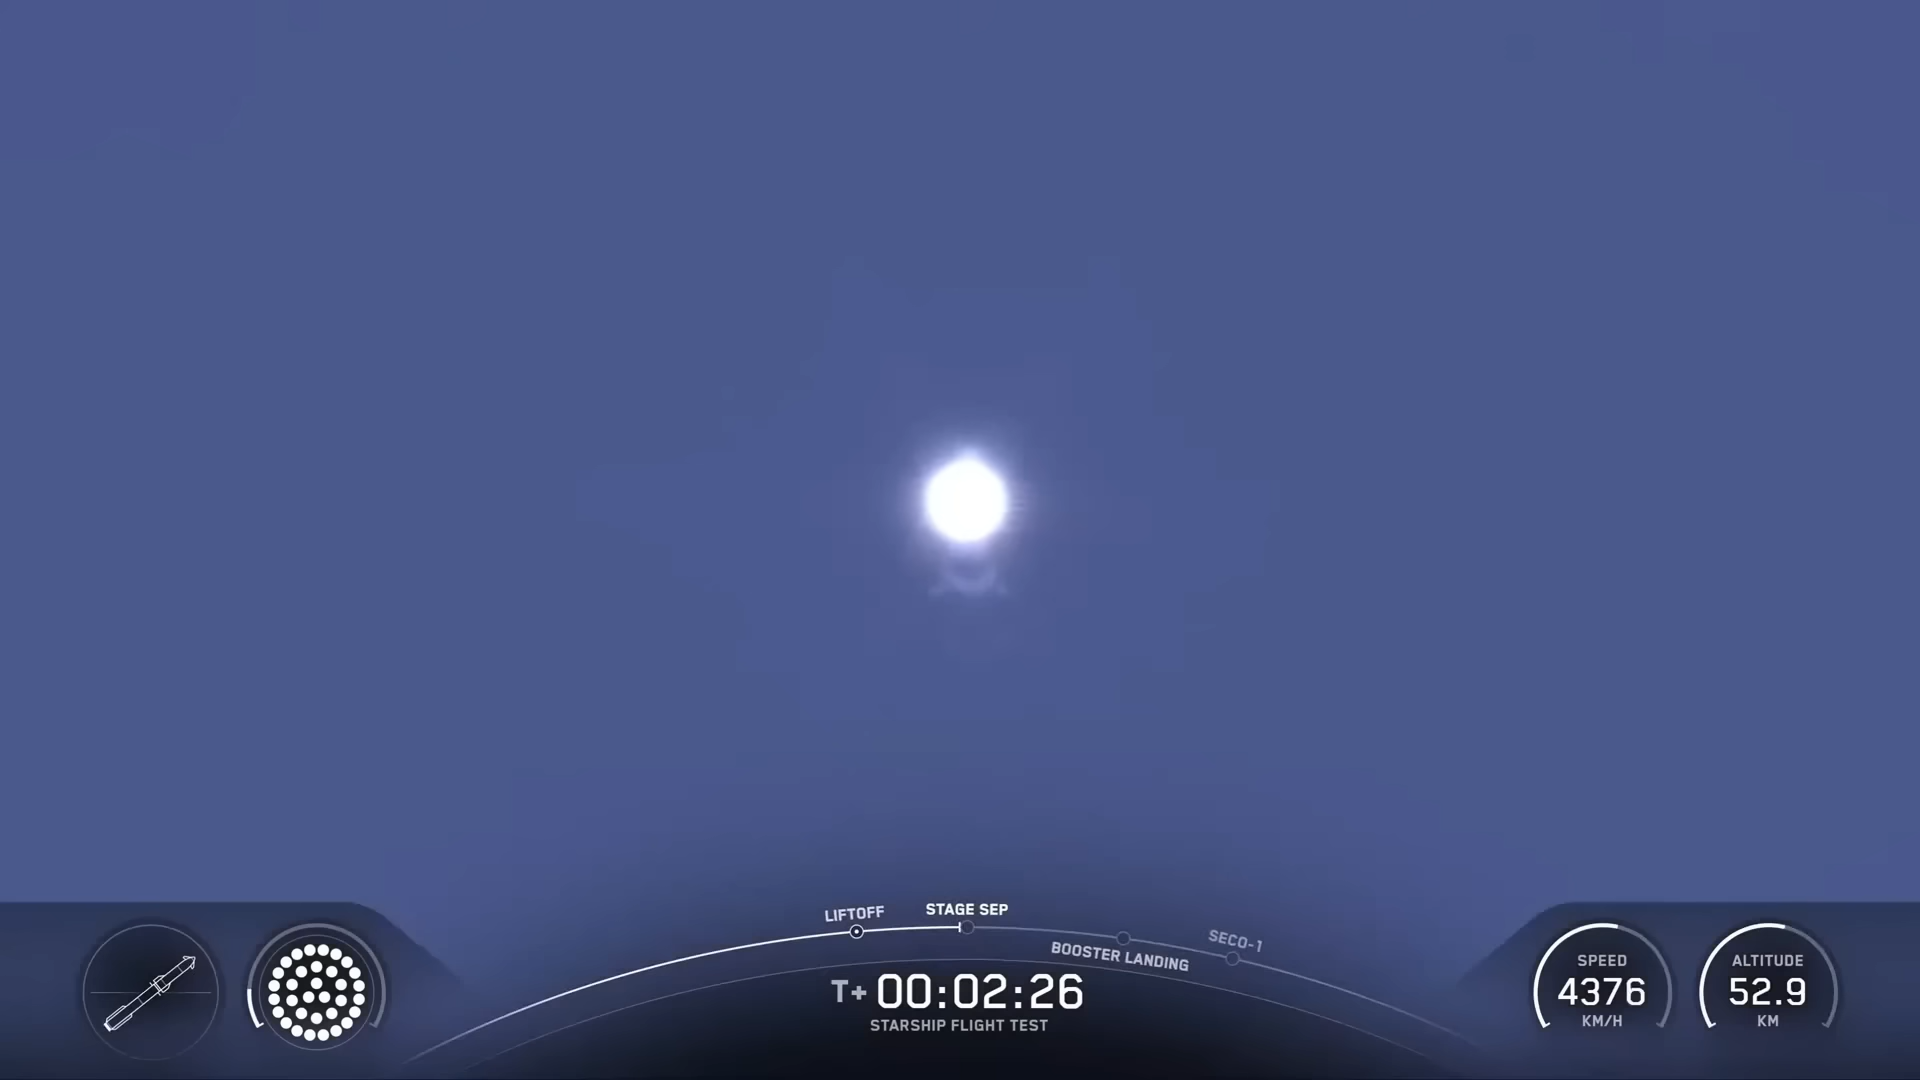 LIFTOFF
STAGE SEP
BOOSTER LANDING
SECO-1
T+ 00:02:26
STARSHIP FLIGHT TEST
SPEED
4376
KM/H
ALTITUDE
52.9
KM